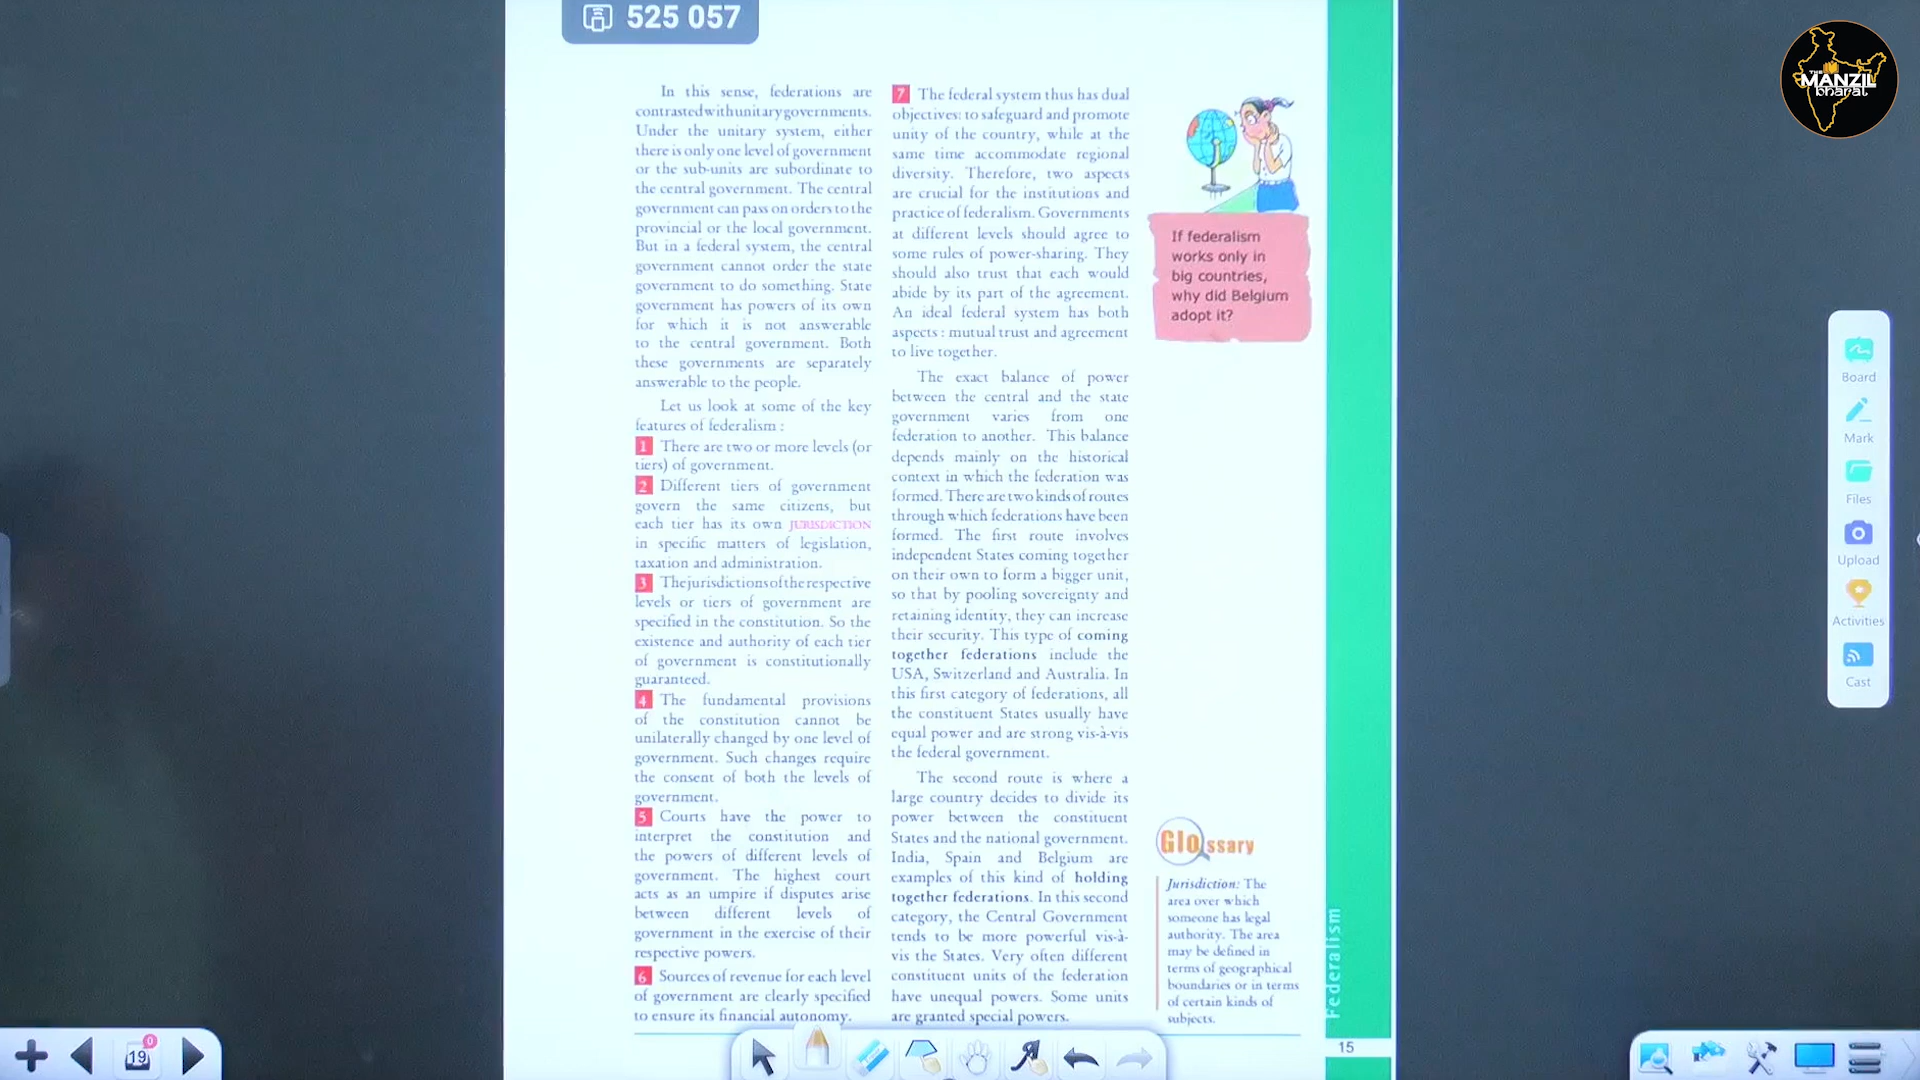 525 057
THE
MANZIL
bharat
In this sense, federations are
contrasted with unitary governments.
Under the unitary system, either
there is only one level of government
or the sub-units are subordinate to
the central government. The central
government can pass on orders to the
provincial or the local government.
But in a federal system, the central
government cannot order the state
government to do something. State
government has powers of its own
for which it is not answerable
to the central government. Both
these governments are separately
answerable to the people.
Let us look at some of the key
features of federalism :
1 There are two or more levels (or
tiers) of government.
2 Different tiers of government
govern the same citizens, but
each tier has its own JURISDICTION
in specific matters of legislation,
taxation and administration.
3 The jurisdictions of the respective
levels or tiers of government are
specified in the constitution. So the
existence and authority of each tier
of government is constitutionally
guaranteed.
4 The fundamental provisions
of the constitution cannot be
unilaterally changed by one level of
government. Such changes require
the consent of both the levels of
government.
5 Courts have the power to
interpret the constitution and
the powers of different levels of
government. The highest court
acts as an umpire if disputes arise
between different levels of
government in the exercise of their
respective powers.
6 Sources of revenue for each level
of government are clearly specified
to ensure its financial autonomy.
7 The federal system thus has dual
objectives: to safeguard and promote
unity of the country, while at the
same time accommodate regional
diversity. Therefore, two aspects
are crucial for the institutions and
practice of federalism. Governments
at different levels should agree to
some rules of power-sharing. They
should also trust that each would
abide by its part of the agreement.
An ideal federal system has both
aspects : mutual trust and agreement
to live together.
The exact balance of power
between the central and the state
government varies from one
federation to another. This balance
depends mainly on the historical
context in which the federation was
formed. There are two kinds of routes
through which federations have been
formed. The first route involves
independent States coming together
on their own to form a bigger unit,
so that by pooling sovereignty and
retaining identity, they can increase
their security. This type of coming
together federations include the
USA, Switzerland and Australia. In
this first category of federations, all
the constituent States usually have
equal power and are strong vis-à-vis
the federal government.
The second route is where a
large country decides to divide its
power between the constituent
States and the national government.
India, Spain and Belgium are
examples of this kind of holding
together federations. In this second
category, the Central Government
tends to be more powerful vis-à-
vis the States. Very often different
constituent units of the federation
have unequal powers. Some units
are granted special powers.
If federalism
works only in
big countries,
why did Belgium
adopt it?
Glossary
Jurisdiction: The
area over which
someone has legal
authority. The area
may be defined in
terms of geographical
boundaries or in terms
of certain kinds of
subjects.
Federalism
15
Board
Mark
Files
Upload
Activities
Cast
19
0